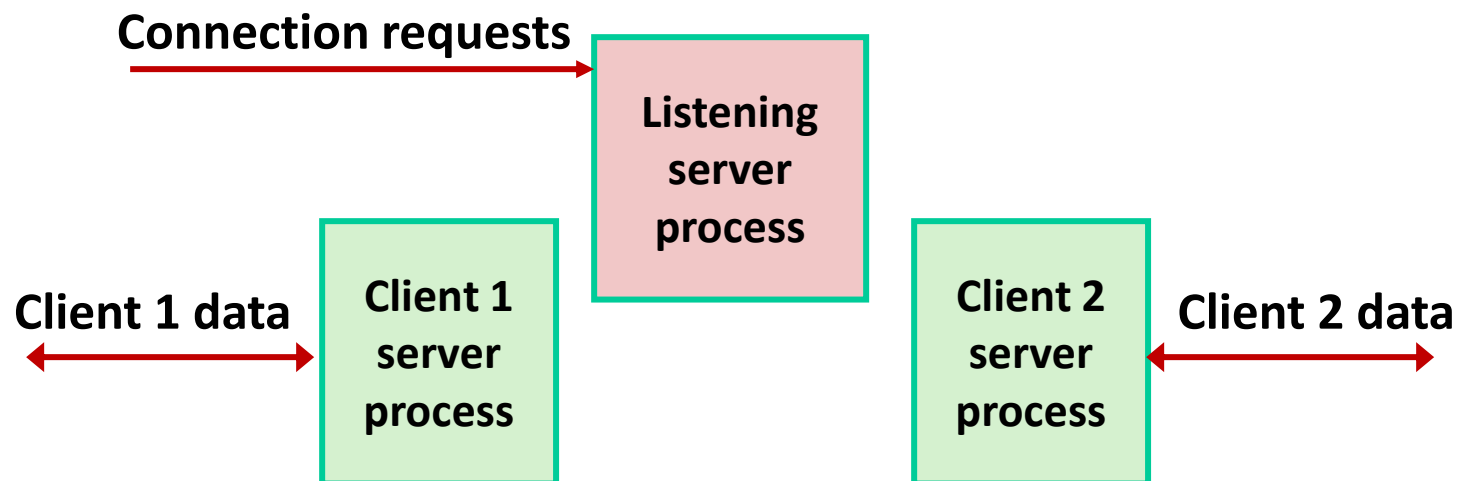 Connection requests
Listening
server
process
Client 1 data
Client 1
server
process
Client 2
server
process
Client 2 data